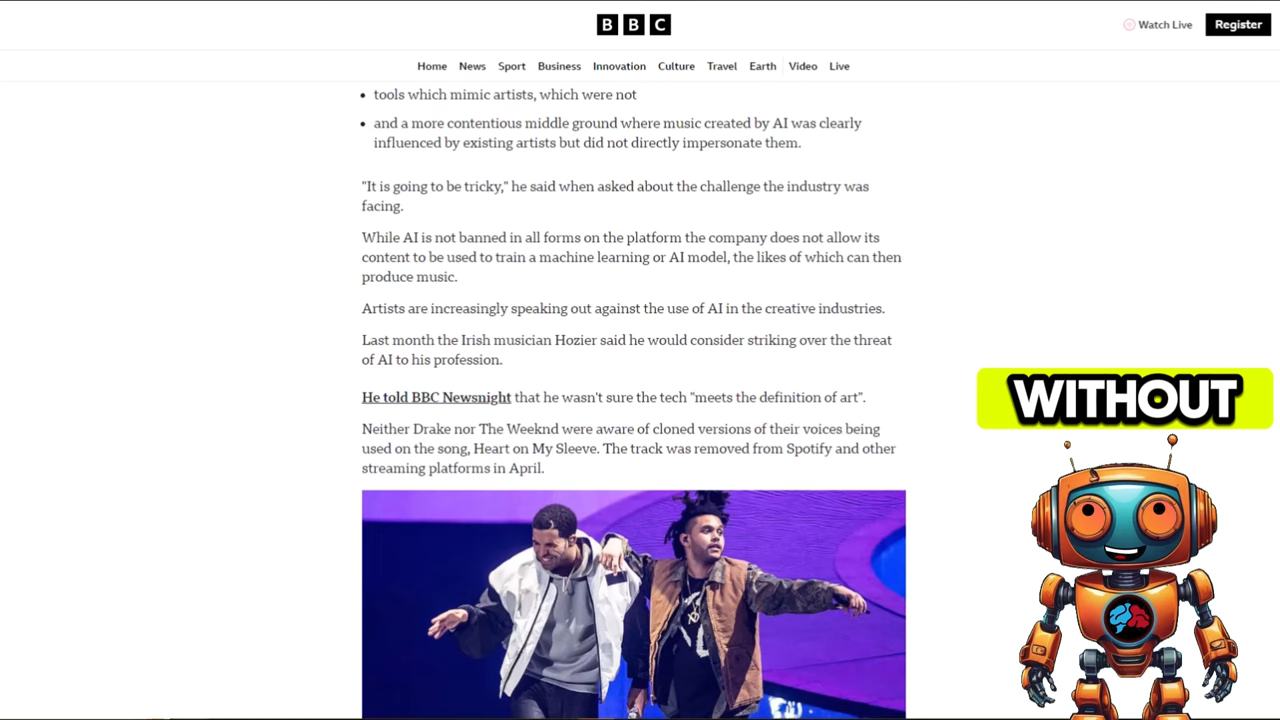 BBC
Watch Live
Register
Home News Sport Business Innovation Culture Travel Earth Video Live
• tools which mimic artists, which were not
• and a more contentious middle ground where music created by AI was clearly
influenced by existing artists but did not directly impersonate them.
"It is going to be tricky," he said when asked about the challenge the industry was
facing.
While AI is not banned in all forms on the platform the company does not allow its
content to be used to train a machine learning or AI model, the likes of which can then
produce music.
Artists are increasingly speaking out against the use of AI in the creative industries.
Last month the Irish musician Hozier said he would consider striking over the threat
of AI to his profession.
He told BBC Newsnight that he wasn't sure the tech "meets the definition of art".
Neither Drake nor The Weeknd were aware of cloned versions of their voices being
used on the song, Heart on My Sleeve. The track was removed from Spotify and other
streaming platforms in April.
WITHOUT